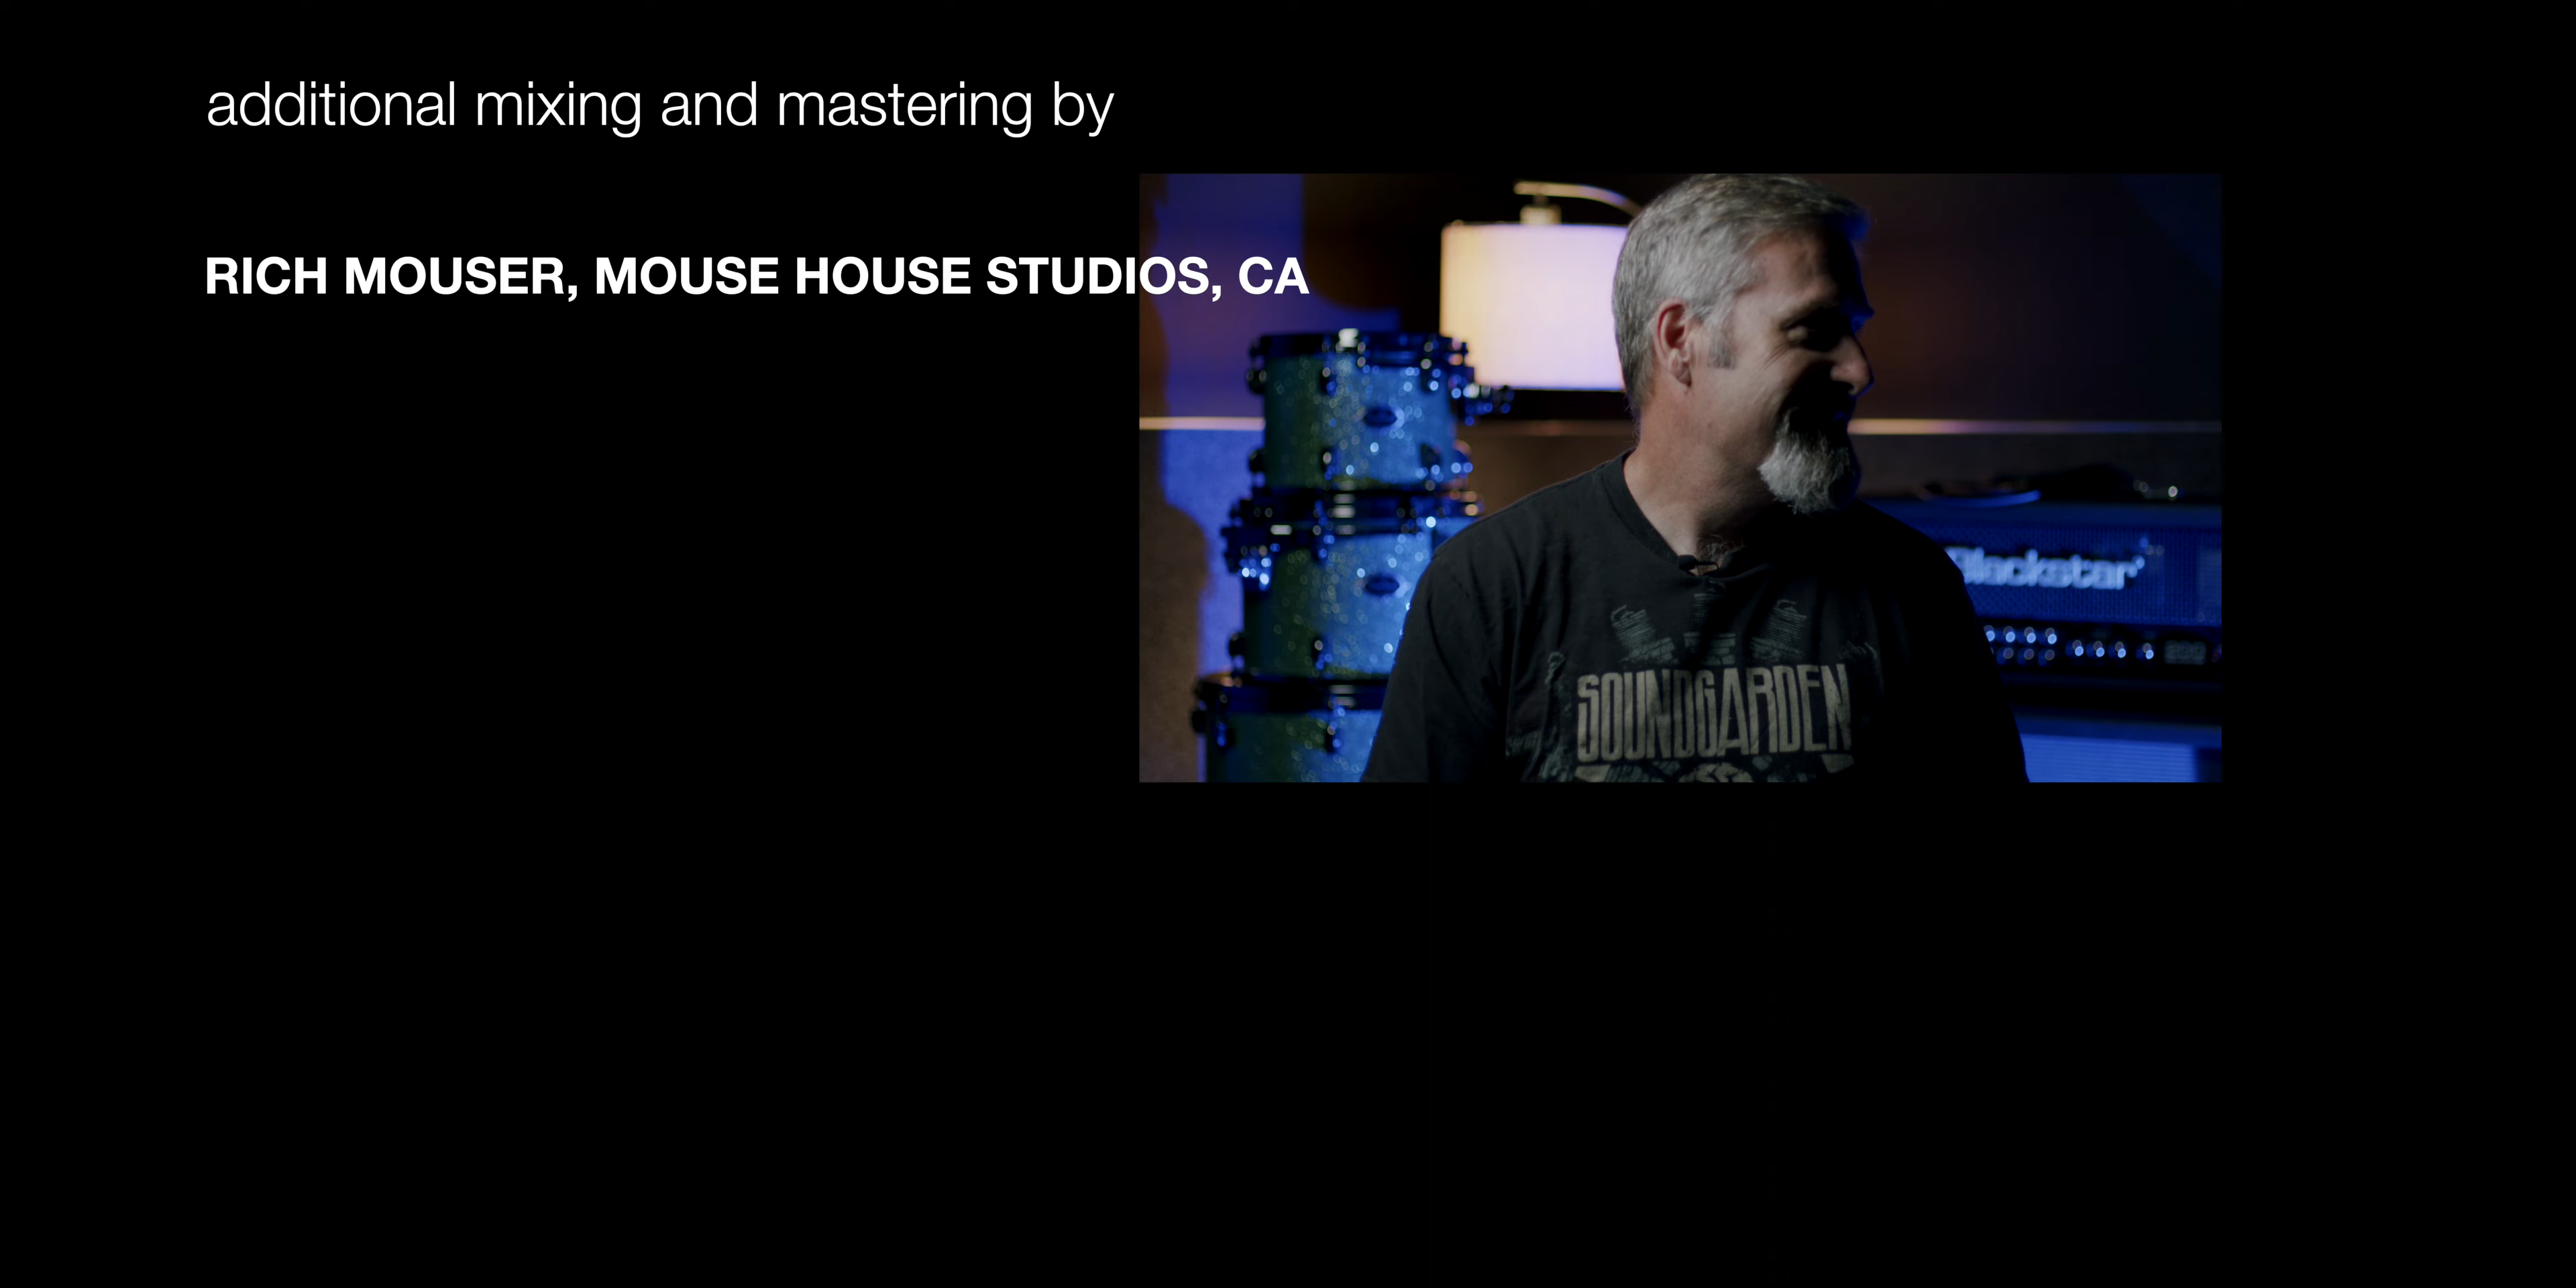 additional mixing and mastering by
RICH MOUSER, MOUSE HOUSE STUDIOS, CA
Blackstar
SOUNDGARDEN